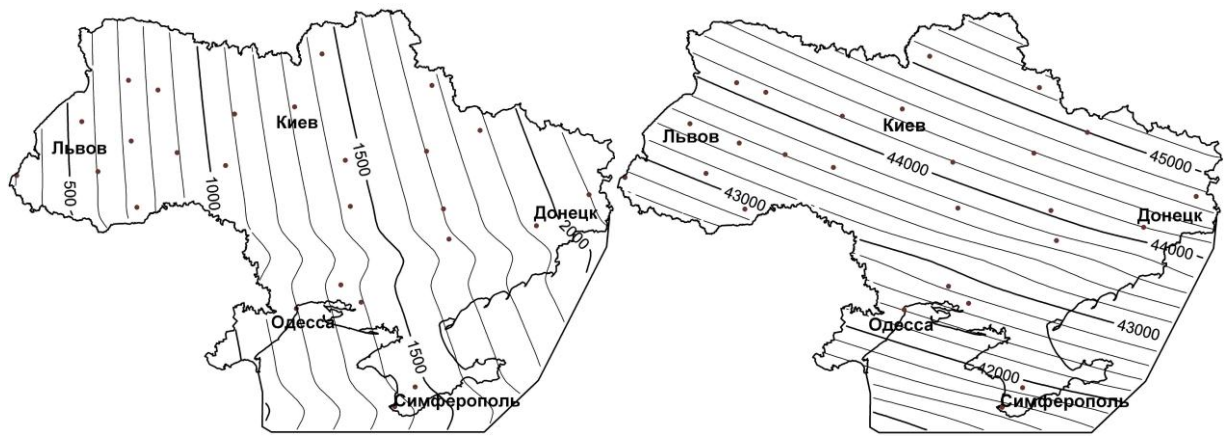 Киев
Львов
1500
500
1000
Донецк
2000
Одесса
1500
Симферополь
Киев
Львов
45000
44000
43000
Донецк
44000
Одесса
43000
42000
Симферополь